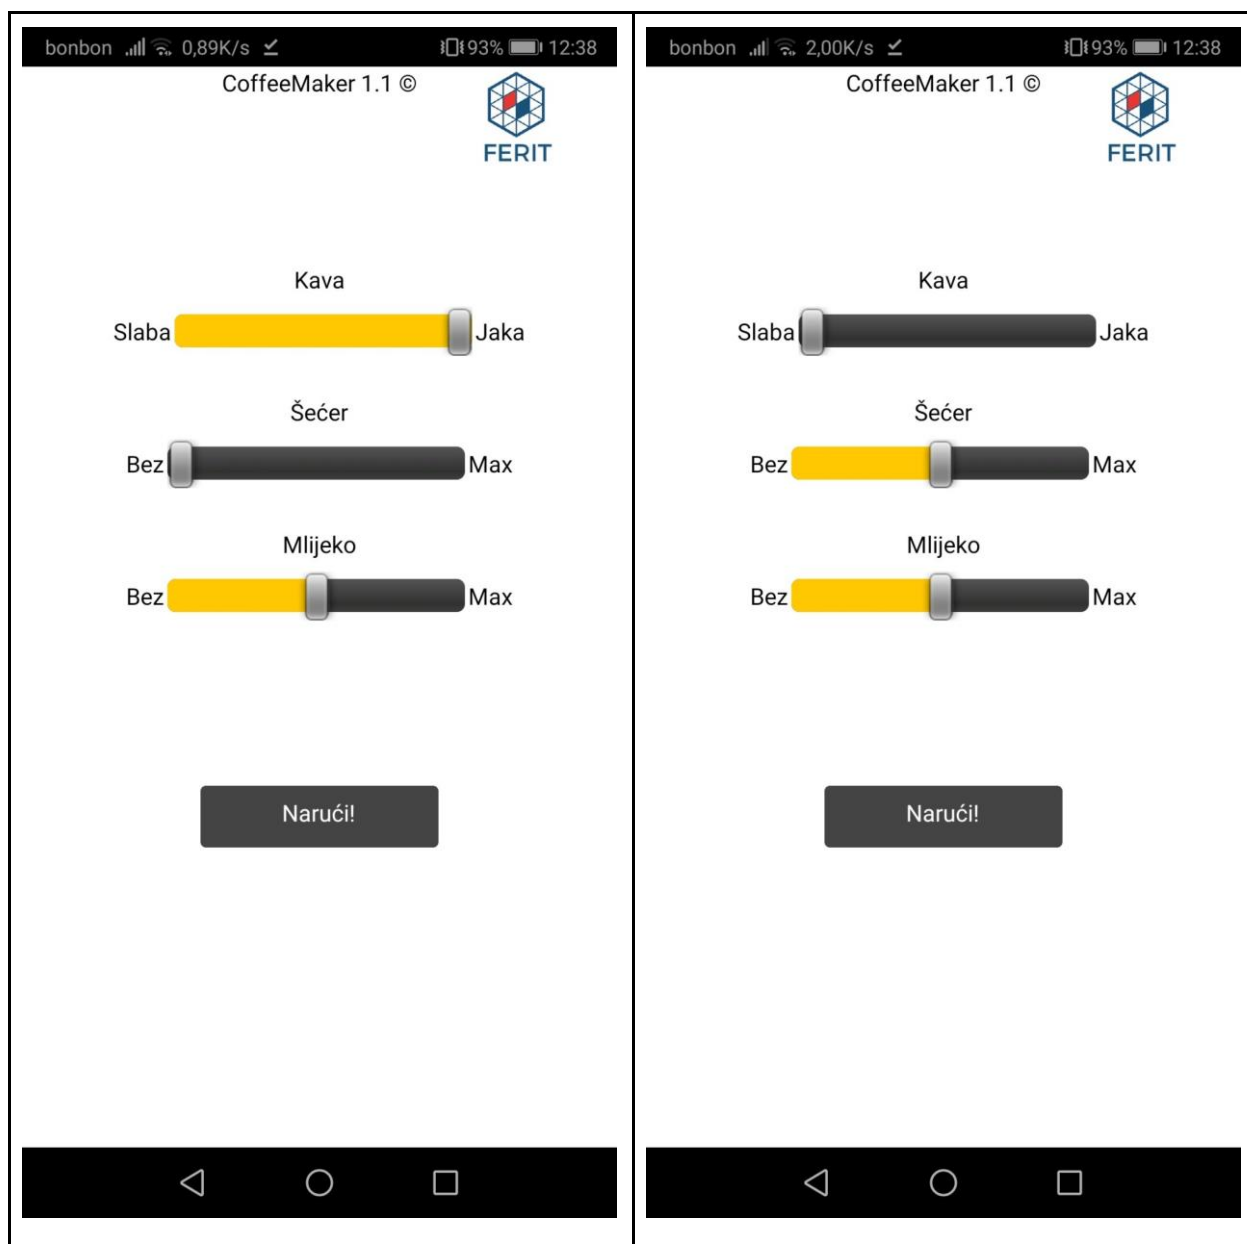 bonbon 0,89K/s 93% 12:38
CoffeeMaker 1.1 ©
FERIT
Kava
Slaba Jaka
Šećer
Bez Max
Mlijeko
Bez Max
Narući!
bonbon 2,00K/s 93% 12:38
CoffeeMaker 1.1 ©
FERIT
Kava
Slaba Jaka
Šećer
Bez Max
Mlijeko
Bez Max
Narući!